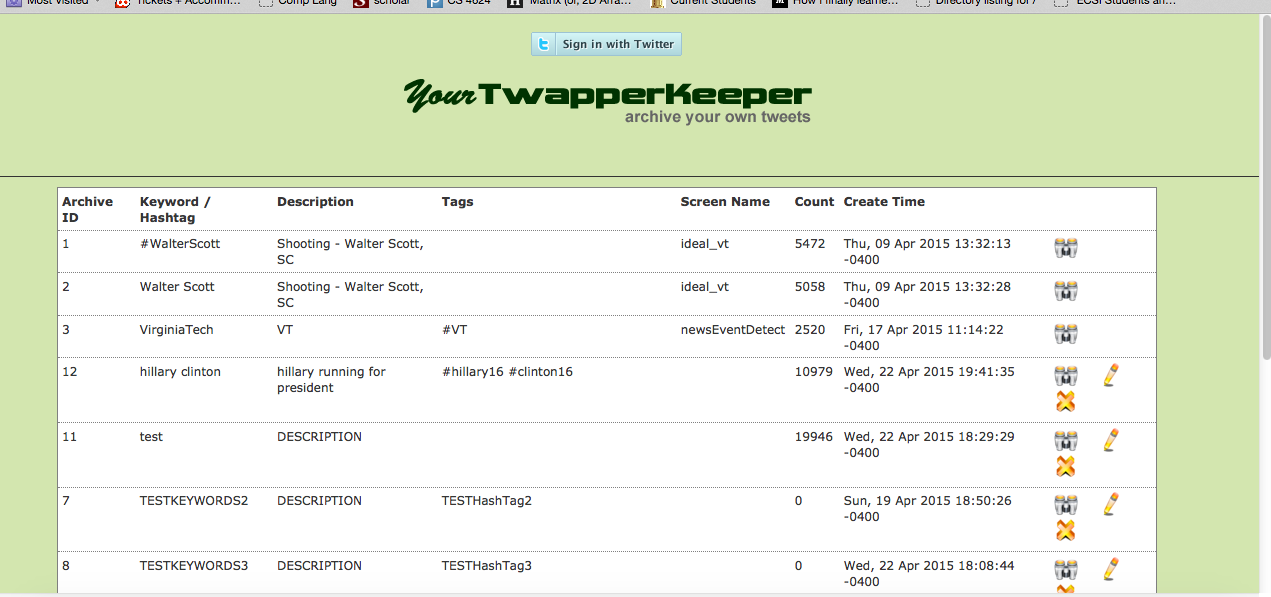 Most Visited Tickets + Accomm... Comp Lang scholar CS 4624 Matrix (or, 2D Arra... Current Students How I finally learne... Directory listing for / ECSI Students an...
Sign in with Twitter
Your TwapperKeeper
archive your own tweets
Archive ID Keyword / Hashtag Description Tags Screen Name Count Create Time
1 #WalterScott Shooting - Walter Scott, SC ideal_vt 5472 Thu, 09 Apr 2015 13:32:13 -0400
2 Walter Scott Shooting - Walter Scott, SC ideal_vt 5058 Thu, 09 Apr 2015 13:32:28 -0400
3 VirginiaTech VT #VT newsEventDetect 2520 Fri, 17 Apr 2015 11:14:22 -0400
12 hillary clinton hillary running for president #hillary16 #clinton16 10979 Wed, 22 Apr 2015 19:41:35 -0400
11 test DESCRIPTION 19946 Wed, 22 Apr 2015 18:29:29 -0400
7 TESTKEYWORDS2 DESCRIPTION TESTHashTag2 0 Sun, 19 Apr 2015 18:50:26 -0400
8 TESTKEYWORDS3 DESCRIPTION TESTHashTag3 0 Wed, 22 Apr 2015 18:08:44 -0400